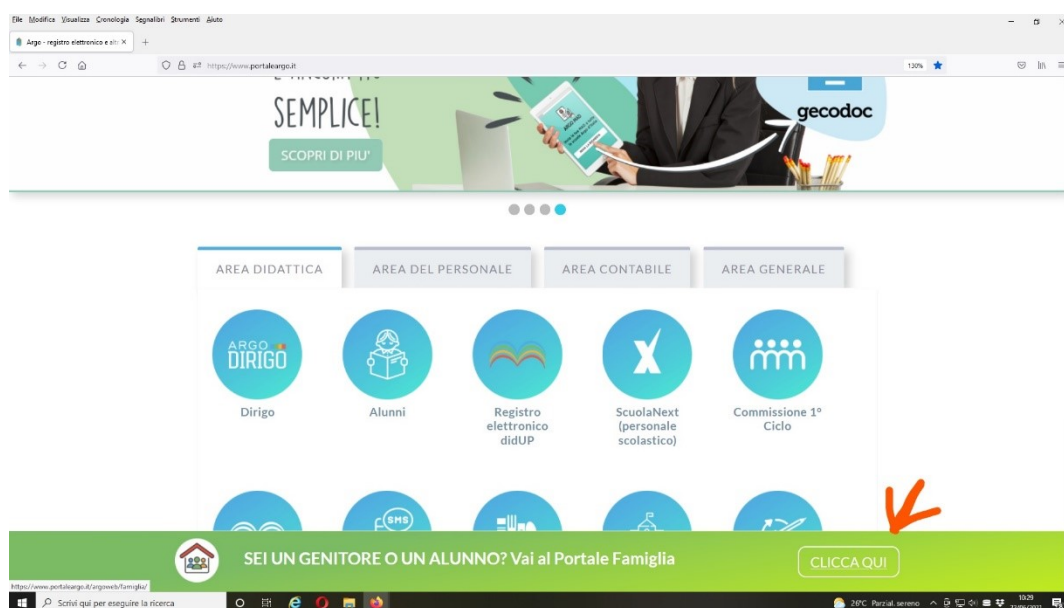 File Modifica Visualizza Cronologia Segnalibri Strumenti Aiuto
Argo - registro elettronico e alt
https://www.portaleargo.it
130%
SEMPLICE!
SCOPRI DI PIU'
ARGO
gecodoc
AREA DIDATTICA
AREA DEL PERSONALE
AREA CONTABILE
AREA GENERALE
ARGO
DIRIGO
Dirigo
Alunni
Registro
elettronico
didUP
ScuolaNext
(personale
scolastico)
Commissione 1°
Ciclo
SMS
SEI UN GENITORE O UN ALUNNO? Vai al Portale Famiglia
CLICCA QUI
https://www.portaleargo.it/argoweb/famiglia/
Scrivi qui per eseguire la ricerca
26°C Parzial. sereno
10:29